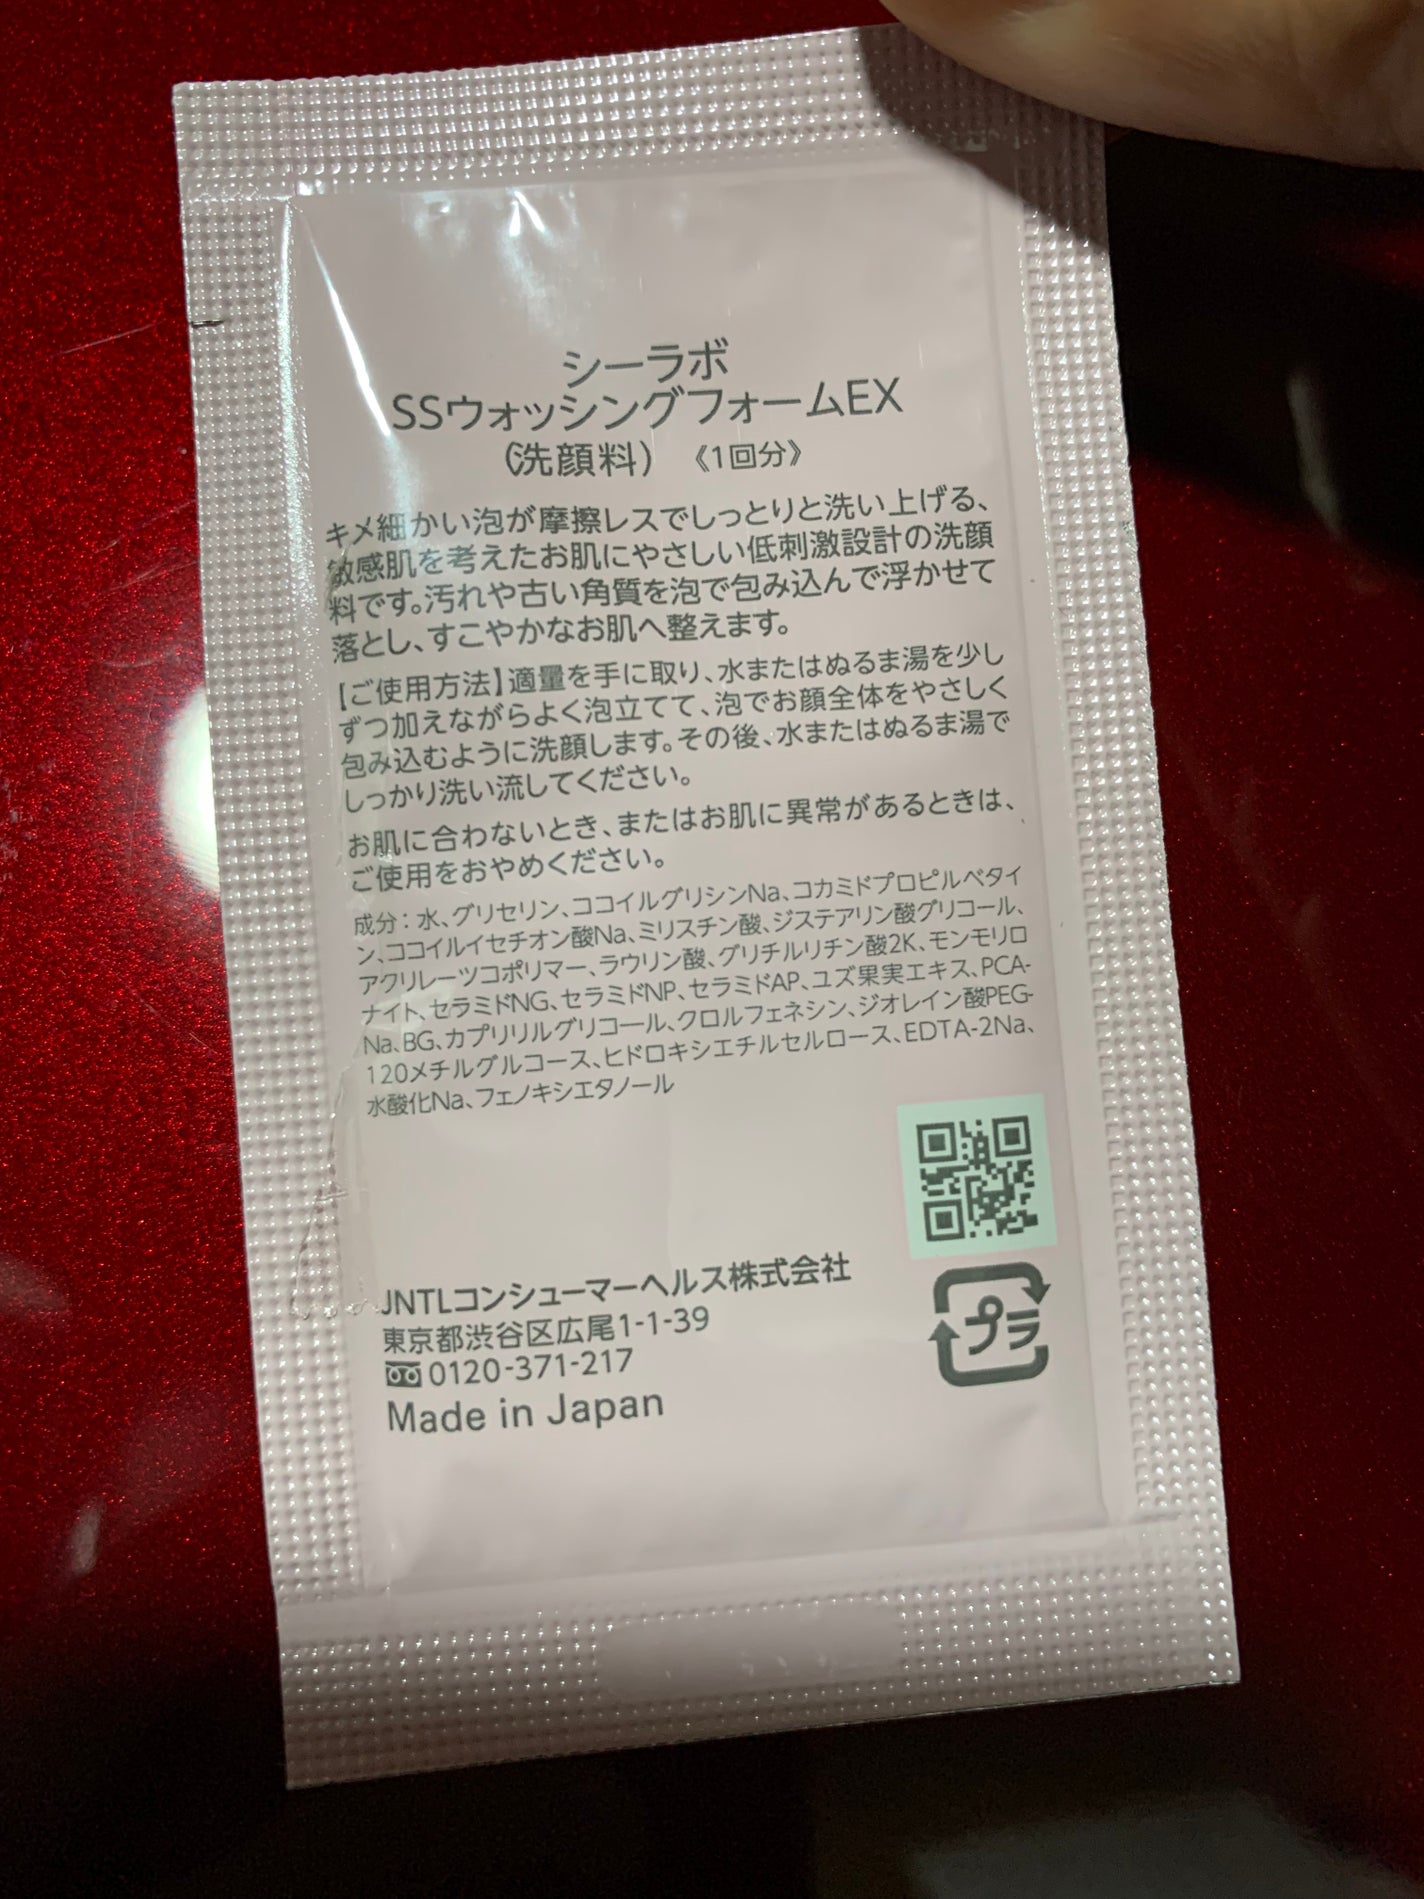 シーラボ
SSウォッシングフォームEX
（洗顔料）《1回分》
キメ細かい泡が摩擦レスでしっとりと洗い上げる、
敏感肌を考えたお肌にやさしい低刺激設計の洗顔
料です。汚れや古い角質を泡で包み込んで浮かせて
落とし、すこやかなお肌へ整えます。
【ご使用方法】適量を手に取り、水またはぬるま湯を少し
ずつ加えながらよく泡立てて、泡でお顔全体をやさしく
包み込むように洗顔します。その後、水またはぬるま湯で
しっかり洗い流してください。
お肌に合わないとき、またはお肌に異常があるときは、
ご使用をおやめください。
成分：水、グリセリン、ココイルグリシンNa、コカミドプロピルベタイ
ン、ココイルイセチオン酸Na、ミリスチン酸、ジステアリン酸グリコール、
アクリレーツコポリマー、ラウリン酸、グリチルリチン酸2K、モンモリロ
ナイト、セラミドNG、セラミドNP、セラミドAP、ユズ果実エキス、PCA-
Na、BG、カプリリルグリコール、クロルフェネシン、ジオレイン酸PEG-
120メチルグルコース、ヒドロキシエチルセルロース、EDTA-2Na、
水酸化Na、フェノキシエタノール
JNTLコンシューマーヘルス株式会社
東京都渋谷区広尾1-1-39
0120-371-217
Made in Japan
プラ